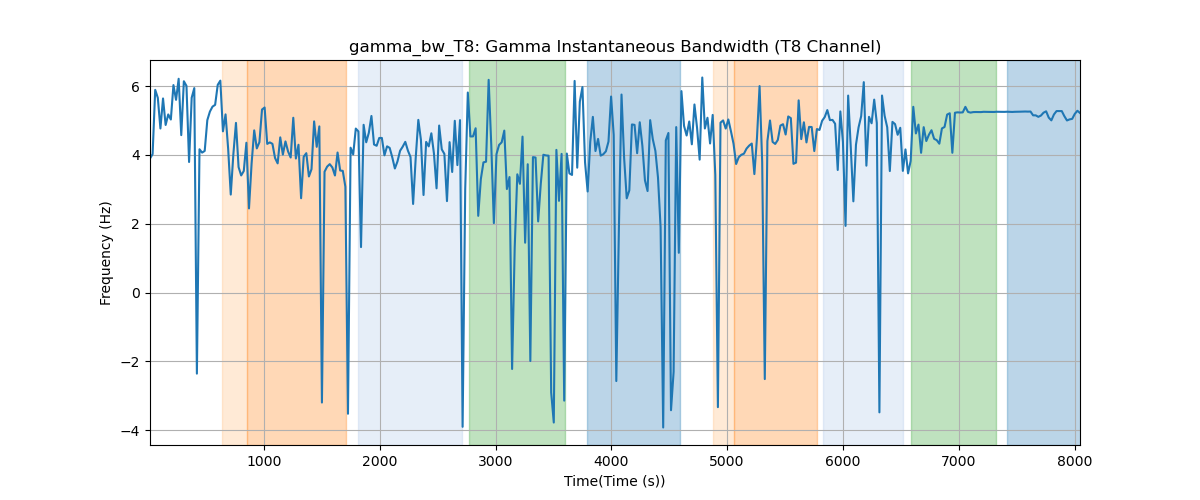 gamma_bw_T8: Gamma Instantaneous Bandwidth (T8 Channel)
Frequency (Hz)
6
4
2
0
−2
−4
1000 2000 3000 4000 5000 6000 7000 8000
Time(Time (s))